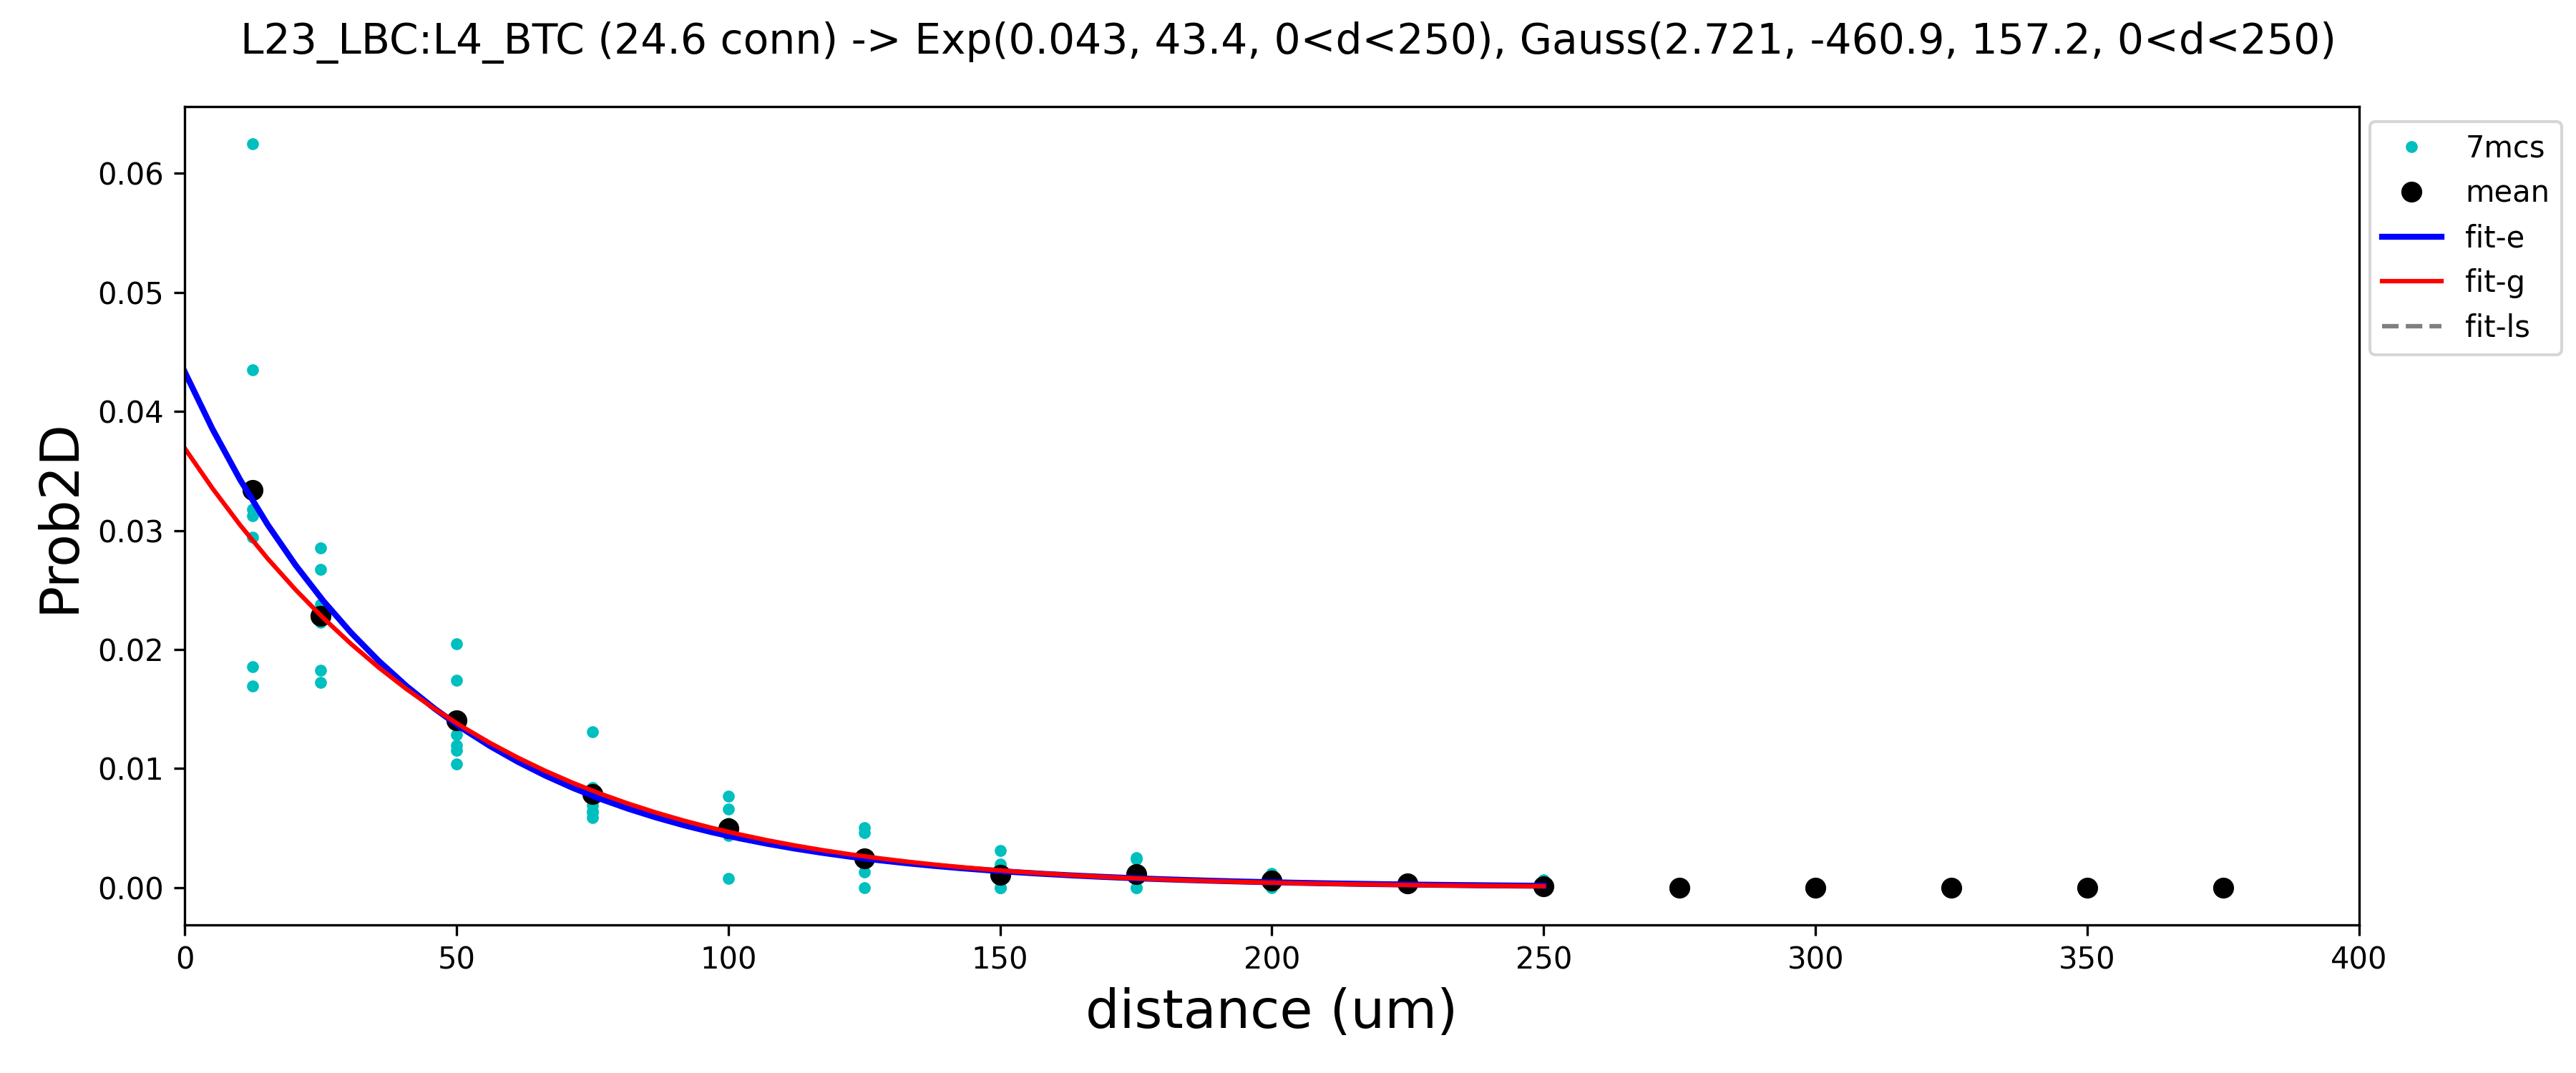 L23_LBC:L4_BTC (24.6 conn) -> Exp(0.043, 43.4, 0<d<250), Gauss(2.721, -460.9, 157.2, 0<d<250)
7mcs
mean
fit-e
fit-g
fit-ls
Prob2D
0.06
0.05
0.04
0.03
0.02
0.01
0.00
0 50 100 150 200 250 300 350 400
distance (um)